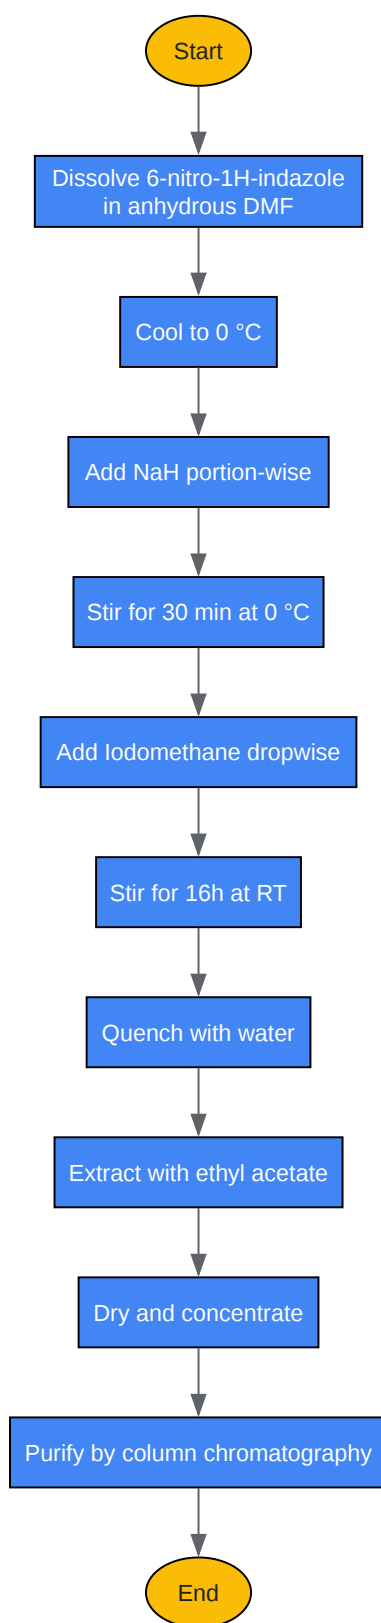 Start
Dissolve 6-nitro-1H-indazole
in anhydrous DMF
Cool to 0 °C
Add NaH portion-wise
Stir for 30 min at 0 °C
Add Iodomethane dropwise
Stir for 16h at RT
Quench with water
Extract with ethyl acetate
Dry and concentrate
Purify by column chromatography
End